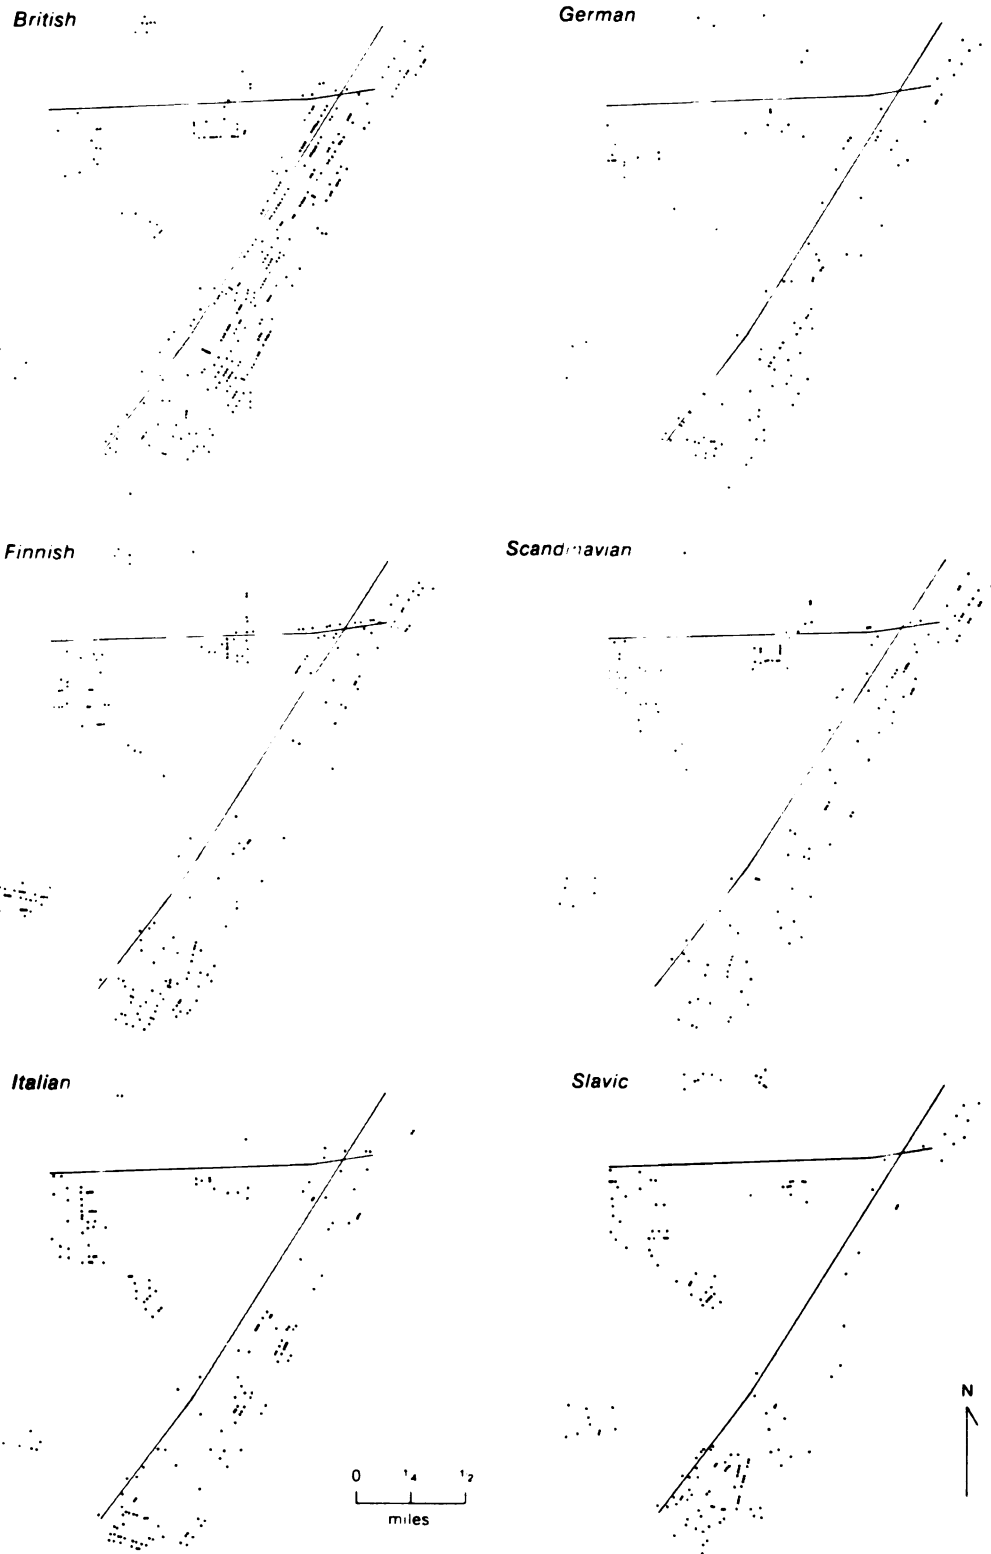 British
German
Finnish
Scandinavian
Italian
Slavic
N
0 1/4 1/2
miles